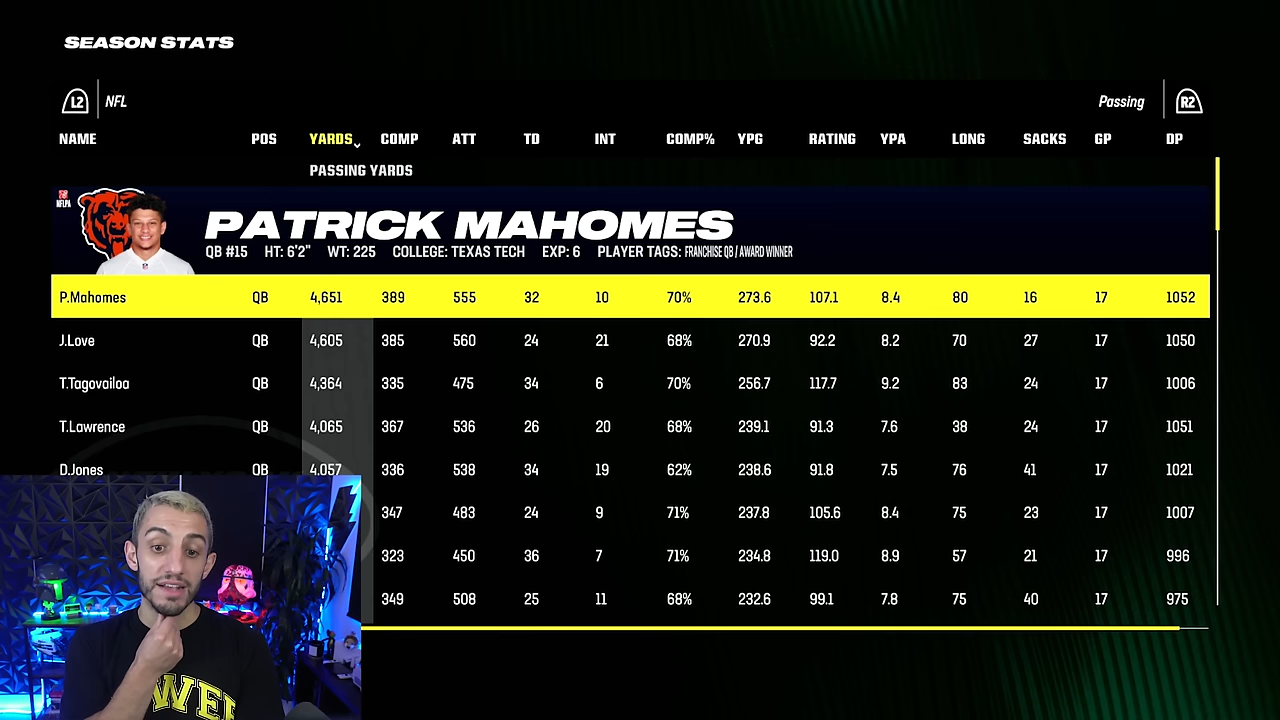 SEASON STATS
L2 NFL Passing R2
NAME POS YARDS COMP ATT TD INT COMP% YPG RATING YPA LONG SACKS GP DP
PASSING YARDS
NFLPA
PATRICK MAHOMES
QB #15 HT: 6'2" WT: 225 COLLEGE: TEXAS TECH EXP: 6 PLAYER TAGS: FRANCHISE QB / AWARD WINNER
P.Mahomes QB 4,651 389 555 32 10 70% 273.6 107.1 8.4 80 16 17 1052
J.Love QB 4,605 385 560 24 21 68% 270.9 92.2 8.2 70 27 17 1050
T.Tagovailoa QB 4,364 335 475 34 6 70% 256.7 117.7 9.2 83 24 17 1006
T.Lawrence QB 4,065 367 536 26 20 68% 239.1 91.3 7.6 38 24 17 1051
D.Jones QB 4,057 336 538 34 19 62% 238.6 91.8 7.5 76 41 17 1021
347 483 24 9 71% 237.8 105.6 8.4 75 23 17 1007
323 450 36 7 71% 234.8 119.0 8.9 57 21 17 996
349 508 25 11 68% 232.6 99.1 7.8 75 40 17 975